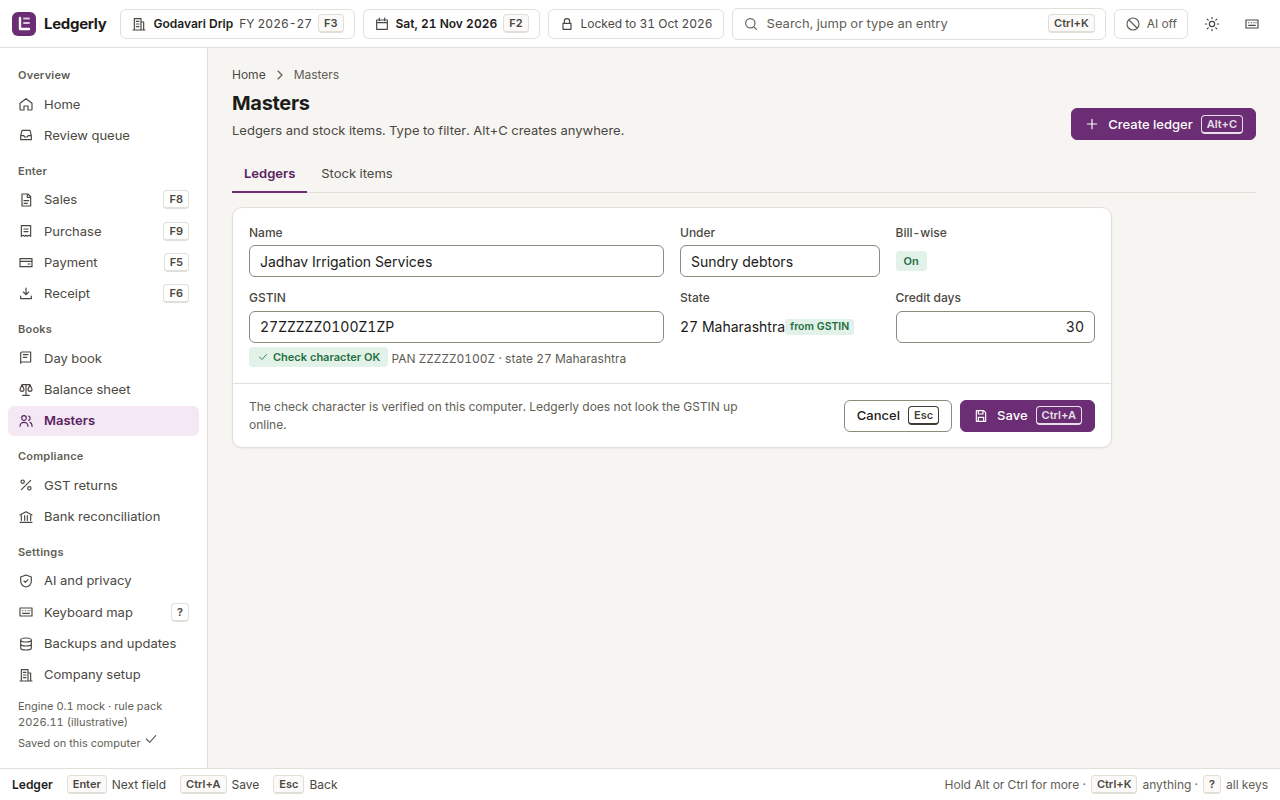 Ledgerly
Godavari Drip FY 2026-27 F3
Sat, 21 Nov 2026 F2
Locked to 31 Oct 2026
Search, jump or type an entry Ctrl+K
AI off
Overview
Home
Review queue
Enter
Sales F8
Purchase F9
Payment F5
Receipt F6
Books
Day book
Balance sheet
Masters
Compliance
GST returns
Bank reconciliation
Settings
AI and privacy
Keyboard map ?
Backups and updates
Company setup
Engine 0.1 mock · rule pack
2026.11 (illustrative)
Saved on this computer
Home Masters
Masters
Ledgers and stock items. Type to filter. Alt+C creates anywhere.
Create ledger Alt+C
Ledgers Stock items
Name Under Bill-wise
Jadhav Irrigation Services Sundry debtors On
GSTIN State Credit days
27ZZZZZ0100Z1ZP 27 Maharashtra from GSTIN 30
Check character OK PAN ZZZZZ0100Z · state 27 Maharashtra
The check character is verified on this computer. Ledgerly does not look the GSTIN up
online.
Cancel Esc Save Ctrl+A
Ledger Enter Next field Ctrl+A Save Esc Back
Hold Alt or Ctrl for more · Ctrl+K anything · ? all keys